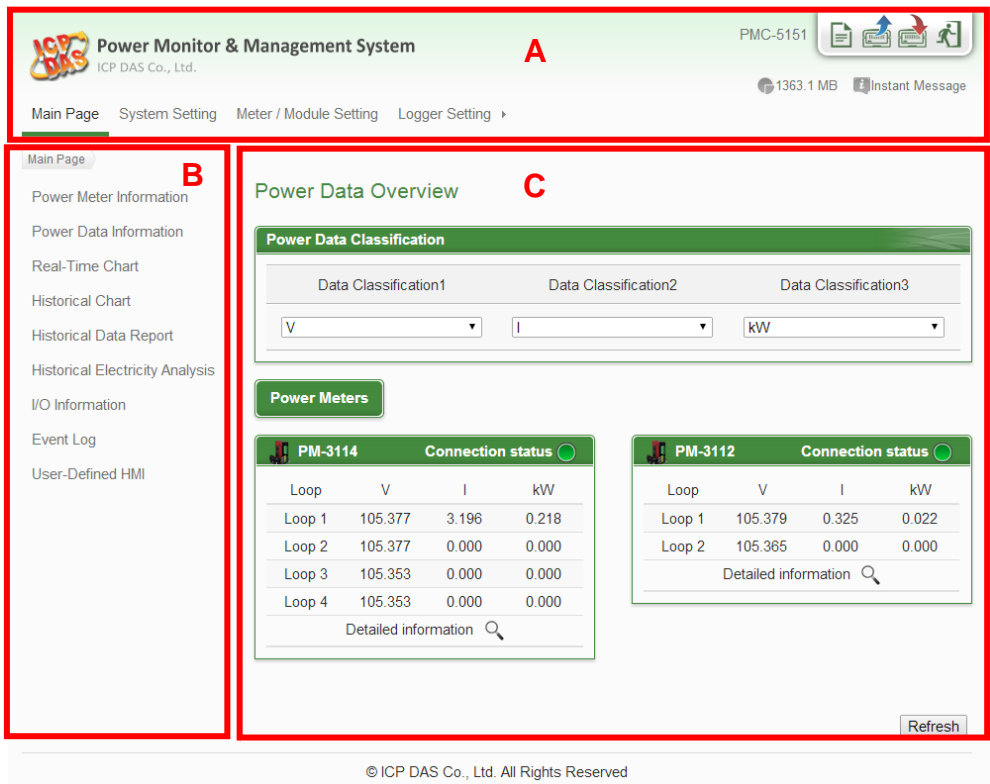 ICP DAS
Power Monitor & Management System
ICP DAS Co., Ltd.
A
PMC-5151
1363.1 MB Instant Message
Main Page System Setting Meter / Module Setting Logger Setting
Main Page
B
Power Meter Information
Power Data Information
Real-Time Chart
Historical Chart
Historical Data Report
Historical Electricity Analysis
I/O Information
Event Log
User-Defined HMI
C
Power Data Overview
Power Data Classification
Data Classification1 Data Classification2 Data Classification3
V I kW
Power Meters
PM-3114 Connection status
Loop V I kW
Loop 1 105.377 3.196 0.218
Loop 2 105.377 0.000 0.000
Loop 3 105.353 0.000 0.000
Loop 4 105.353 0.000 0.000
Detailed information
PM-3112 Connection status
Loop V I kW
Loop 1 105.379 0.325 0.022
Loop 2 105.365 0.000 0.000
Detailed information
Refresh
© ICP DAS Co., Ltd. All Rights Reserved